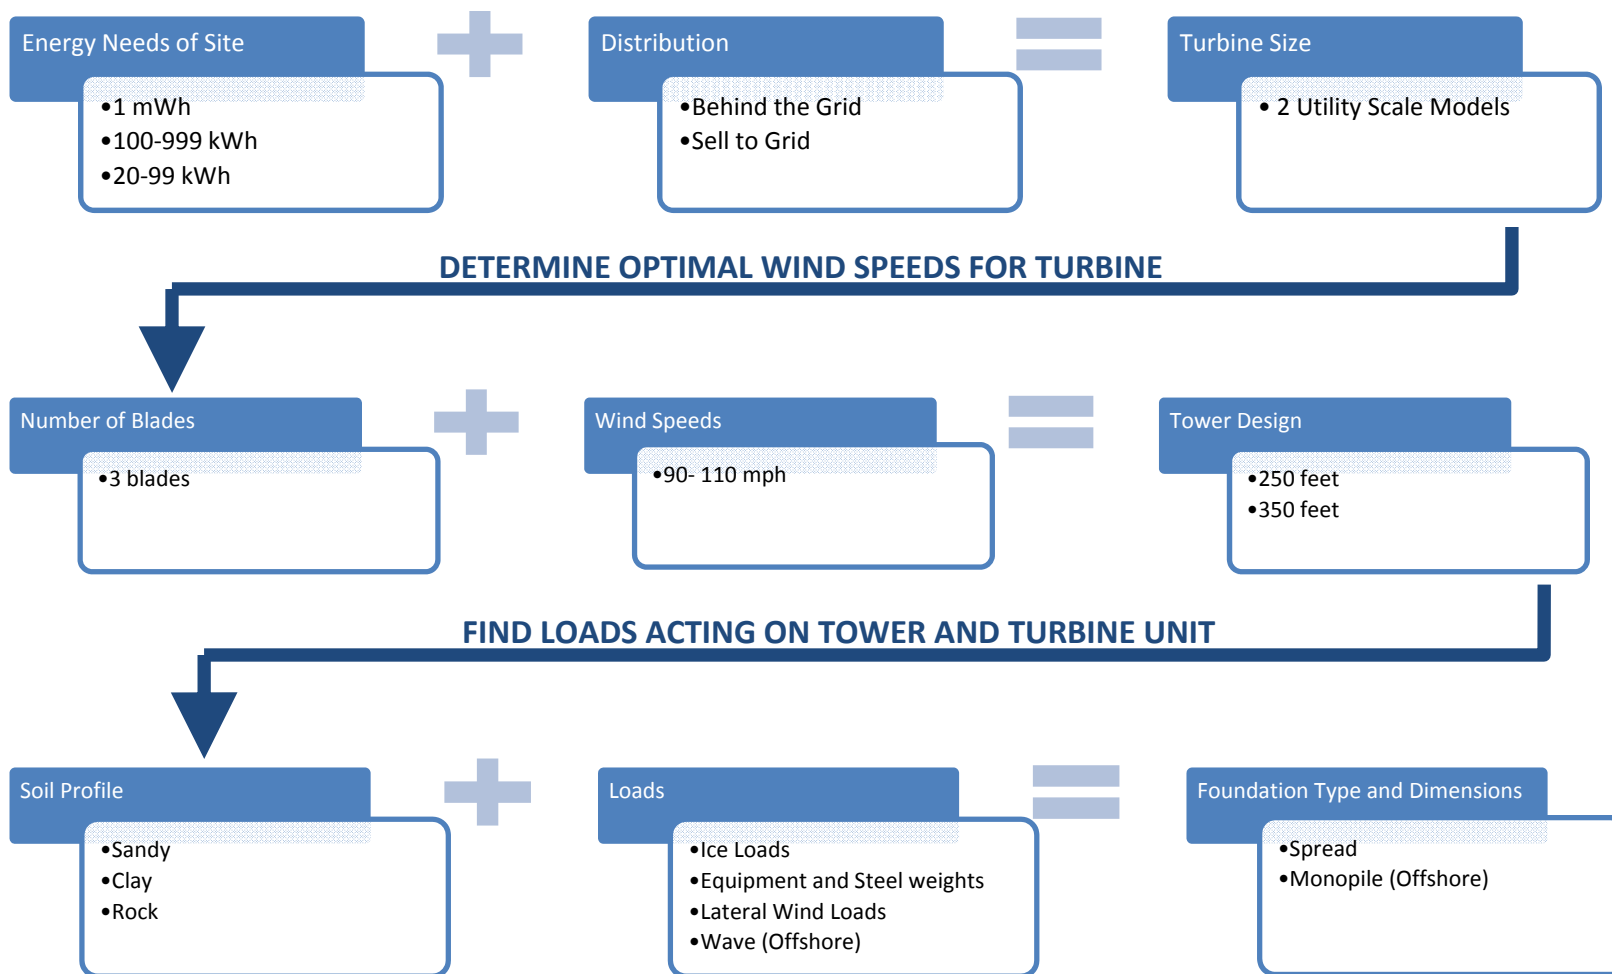 Energy Needs of Site
•1 mWh
•100-999 kWh
•20-99 kWh
Distribution
•Behind the Grid
•Sell to Grid
Turbine Size
• 2 Utility Scale Models
DETERMINE OPTIMAL WIND SPEEDS FOR TURBINE
Number of Blades
•3 blades
Wind Speeds
•90- 110 mph
Tower Design
•250 feet
•350 feet
FIND LOADS ACTING ON TOWER AND TURBINE UNIT
Soil Profile
•Sandy
•Clay
•Rock
Loads
•Ice Loads
•Equipment and Steel weights
•Lateral Wind Loads
•Wave (Offshore)
Foundation Type and Dimensions
•Spread
•Monopile (Offshore)